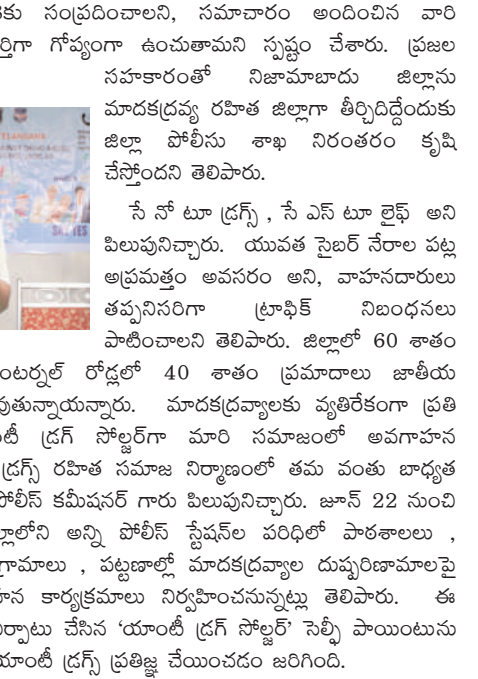 కు సంప్రదించాలని, సమాచారం అందించిన వారి
గోప్యంగా ఉంచుతామని స్పష్టం చేశారు. ప్రజల
సహకారంతో నిజామాబాదు జిల్లాను
మాదకద్రవ్య రహిత జిల్లాగా తీర్చిదిద్దేందుకు
జిల్లా పోలీసు శాఖ నిరంతరం కృషి
చేస్తోందని తెలిపారు.
సే నో టూ డ్రగ్స్ , సే ఎస్ టూ లైఫ్ అని
పిలుపునిచ్చారు. యువత సైబర్ నేరాల పట్ల
అప్రమత్తం అవసరం అని, వాహనదారులు
తప్పనిసరిగా ట్రాఫిక్ నిబంధనలు
పాటించాలని తెలిపారు. జిల్లాలో 60 శాతం
ంటర్నల్ రోడ్లలో 40 శాతం ప్రమాదాలు జాతీయ
వుతున్నాయన్నారు. మాదకద్రవ్యాలకు వ్యతిరేకంగా ప్రతి
టీ డ్రగ్ సోల్జర్‌గా మారి సమాజంలో అవగాహన
డ్రగ్స్ రహిత సమాజ నిర్మాణంలో తమ వంతు బాధ్యత
పోలీస్ కమీషనర్ గారు పిలుపునిచ్చారు. జూన్ 22 నుంచి
ల్లాలోని అన్ని పోలీస్ స్టేషన్‌ల పరిధిలో పాఠశాలలు ,
గ్రామాలు , పట్టణాల్లో మాదకద్రవ్యాల దుష్పరిణామాలపై
హన కార్యక్రమాలు నిర్వహించనున్నట్లు తెలిపారు. ఈ
ర్పాటు చేసిన ‘యాంటీ డ్రగ్ సోల్జర్’ సెల్ఫీ పాయింటును
యాంటీ డ్రగ్స్ ప్రతిజ్ఞ చేయించడం జరిగింది.